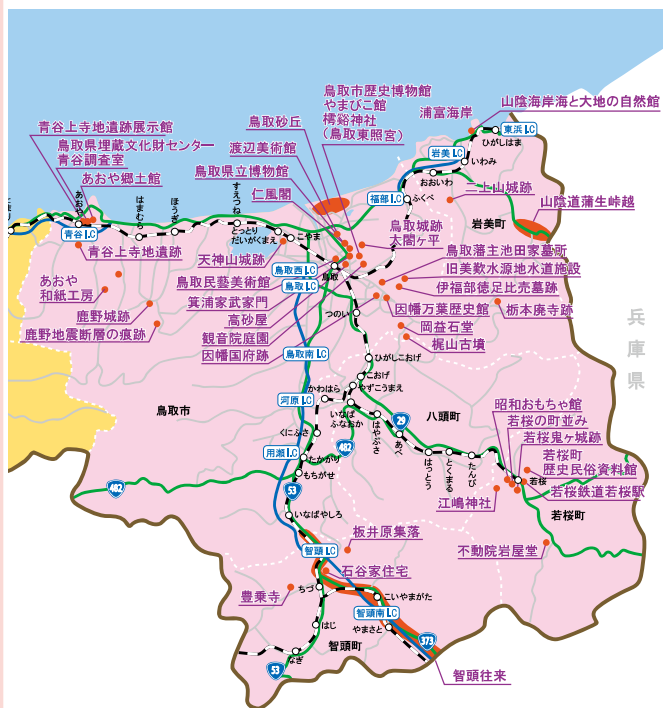 鳥取市歴史博物館
やまびこ館
樗谿神社
（鳥取東照宮）
浦富海岸
山陰海岸海と大地の自然館
青谷上寺地遺跡展示館
鳥取県埋蔵文化財センター
青谷調査室
あおや郷土館
鳥取砂丘
渡辺美術館
鳥取県立博物館
仁風閣
東浜I.C
ひがしはま
岩美I.C
いわみ
おおいわ
福部I.C
ふくべ
二上山城跡
岩美町
山陰道蒲生峠越
あおや
はまむら
ほうぎ
すえつね
とっとり
だいがくまえ
こやま
青谷I.C
青谷上寺地遺跡
天神山城跡
鳥取西I.C
鳥取
鳥取I.C
鳥取城跡
太閤ヶ平
あおや
和紙工房
鳥取民藝美術館
箕浦家武家門
高砂屋
観音院庭園
因幡国府跡
鳥取藩主池田家墓所
旧美歎水源地水道施設
伊福部徳足比売墓跡
因幡万葉歴史館
栃本廃寺跡
岡益石堂
梶山古墳
鹿野城跡
鹿野地震断層の痕跡
つのい
兵庫県
鳥取南I.C
ひがしこおげ
こおげ
やずこうまえ
河原I.C
かわはら
鳥取市
いなば
ふなおか
はやぶさ
29
八頭町
あべ
はっとう
とくまる
たんぴ
若桜
昭和おもちゃ館
若桜の町並み
若桜鬼ヶ城跡
若桜町
歴史民俗資料館
若桜鉄道若桜駅
江嶋神社
若桜町
不動院岩屋堂
くにふさ
用瀬I.C
たかがり
482
もちがせ
482
53
いなばやしろ
板井原集落
智頭I.C
石谷家住宅
豊乗寺
ちづ
こいやまがた
智頭南I.C
やまさと
はじ
智頭町
なぎ
53
373
智頭往来